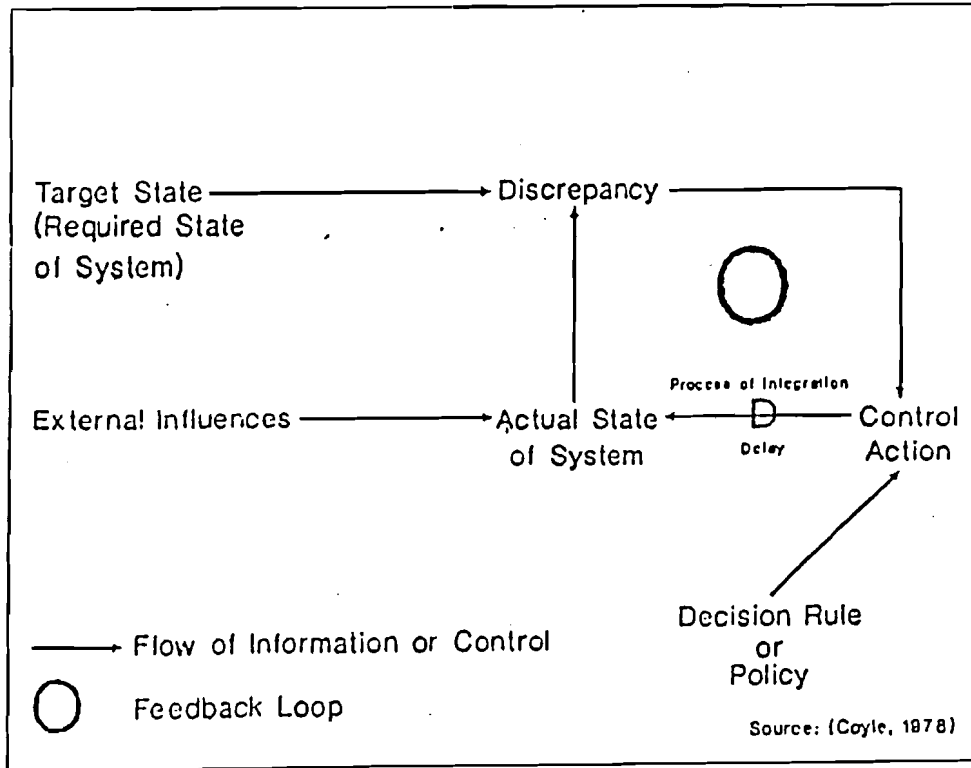 Target State
(Required State
of System)
Discrepancy
Process of Integration
External Influences
Actual State
of System
D
Delay
Control
Action
Decision Rule
or
Policy
Flow of Information or Control
Feedback Loop
Source: (Coyle, 1978)